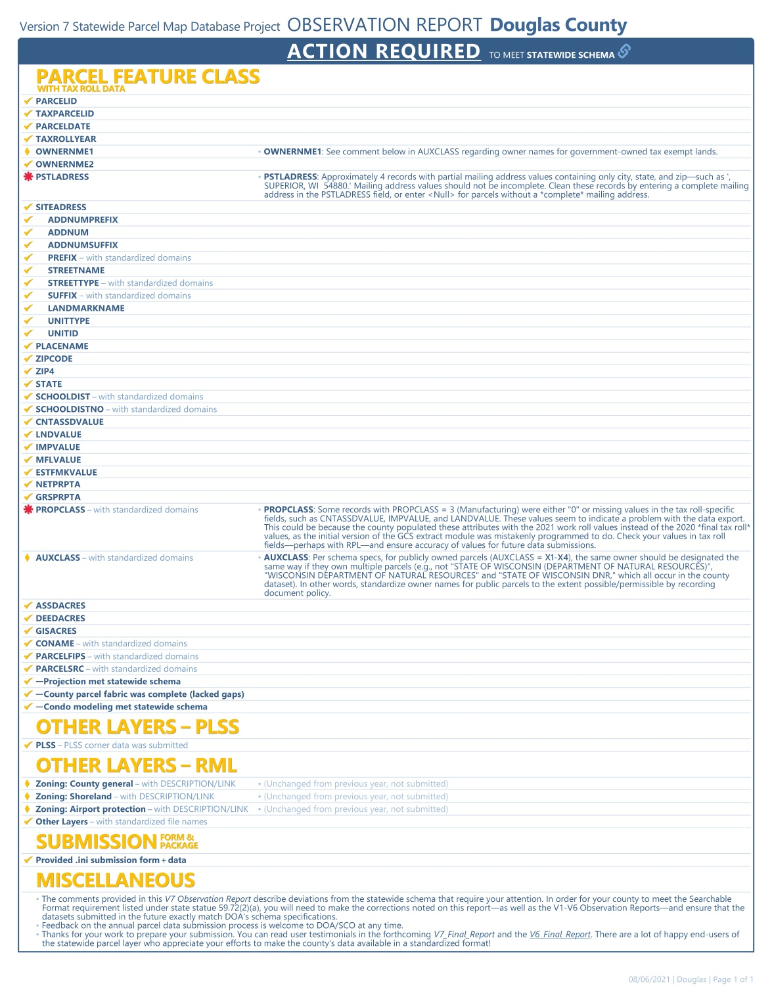 Version 7 Statewide Parcel Map Database Project OBSERVATION REPORT Douglas County
ACTION REQUIRED TO MEET STATEWIDE SCHEMA
PARCEL FEATURE CLASS
WITH TAX ROLL DATA
✔ PARCELID
✔ TAXPARCELID
✔ PARCELDATE
✔ TAXROLLYEAR
♦ OWNERNME1 • OWNERNME1: See comment below in AUXCLASS regarding owner names for government-owned tax exempt lands.
✔ OWNERNME2
✱ PSTLADRESS • PSTLADRESS: Approximately 4 records with partial mailing address values containing only city, state, and zip—such as ',
SUPERIOR, WI  54880.' Mailing address values should not be incomplete. Clean these records by entering a complete mailing
address in the PSTLADRESS field, or enter <Null> for parcels without a *complete* mailing address.
✔ SITEADRESS
✔ ADDNUMPREFIX
✔ ADDNUM
✔ ADDNUMSUFFIX
✔ PREFIX – with standardized domains
✔ STREETNAME
✔ STREETTYPE – with standardized domains
✔ SUFFIX – with standardized domains
✔ LANDMARKNAME
✔ UNITTYPE
✔ UNITID
✔ PLACENAME
✔ ZIPCODE
✔ ZIP4
✔ STATE
✔ SCHOOLDIST – with standardized domains
✔ SCHOOLDISTNO – with standardized domains
✔ CNTASSDVALUE
✔ LNDVALUE
✔ IMPVALUE
✔ MFLVALUE
✔ ESTFMKVALUE
✔ NETPRPTA
✔ GRSPRPTA
✱ PROPCLASS – with standardized domains • PROPCLASS: Some records with PROPCLASS = 3 (Manufacturing) were either "0" or missing values in the tax roll-specific
fields, such as CNTASSDVALUE, IMPVALUE, and LANDVALUE. These values seem to indicate a problem with the data export.
This could be because the county populated these attributes with the 2021 work roll values instead of the 2020 *final tax roll*
values, as the initial version of the GCS extract module was mistakenly programmed to do. Check your values in tax roll
fields—perhaps with RPL—and ensure accuracy of values for future data submissions.
♦ AUXCLASS – with standardized domains • AUXCLASS: Per schema specs, for publicly owned parcels (AUXCLASS = X1-X4), the same owner should be designated the
same way if they own multiple parcels (e.g., not "STATE OF WISCONSIN (DEPARTMENT OF NATURAL RESOURCES)",
"WISCONSIN DEPARTMENT OF NATURAL RESOURCES" and "STATE OF WISCONSIN DNR," which all occur in the county
dataset). In other words, standardize owner names for public parcels to the extent possible/permissible by recording
document policy.
✔ ASSDACRES
✔ DEEDACRES
✔ GISACRES
✔ CONAME – with standardized domains
✔ PARCELFIPS – with standardized domains
✔ PARCELSRC – with standardized domains
✔ —Projection met statewide schema
✔ —County parcel fabric was complete (lacked gaps)
✔ —Condo modeling met statewide schema
OTHER LAYERS – PLSS
✔ PLSS – PLSS corner data was submitted
OTHER LAYERS – RML
♦ Zoning: County general – with DESCRIPTION/LINK • (Unchanged from previous year, not submitted)
♦ Zoning: Shoreland – with DESCRIPTION/LINK • (Unchanged from previous year, not submitted)
♦ Zoning: Airport protection – with DESCRIPTION/LINK • (Unchanged from previous year, not submitted)
✔ Other Layers – with standardized file names
SUBMISSION FORM &
PACKAGE
✔ Provided .ini submission form + data
MISCELLANEOUS
• The comments provided in this V7 Observation Report describe deviations from the statewide schema that require your attention. In order for your county to meet the Searchable
Format requirement listed under state statue 59.72(2)(a), you will need to make the corrections noted on this report—as well as the V1-V6 Observation Reports—and ensure that the
datasets submitted in the future exactly match DOA's schema specifications.
• Feedback on the annual parcel data submission process is welcome to DOA/SCO at any time.
• Thanks for your work to prepare your submission. You can read user testimonials in the forthcoming V7_Final_Report and the V6_Final_Report. There are a lot of happy end-users of
the statewide parcel layer who appreciate your efforts to make the county's data available in a standardized format!
08/06/2021 | Douglas | Page 1 of 1